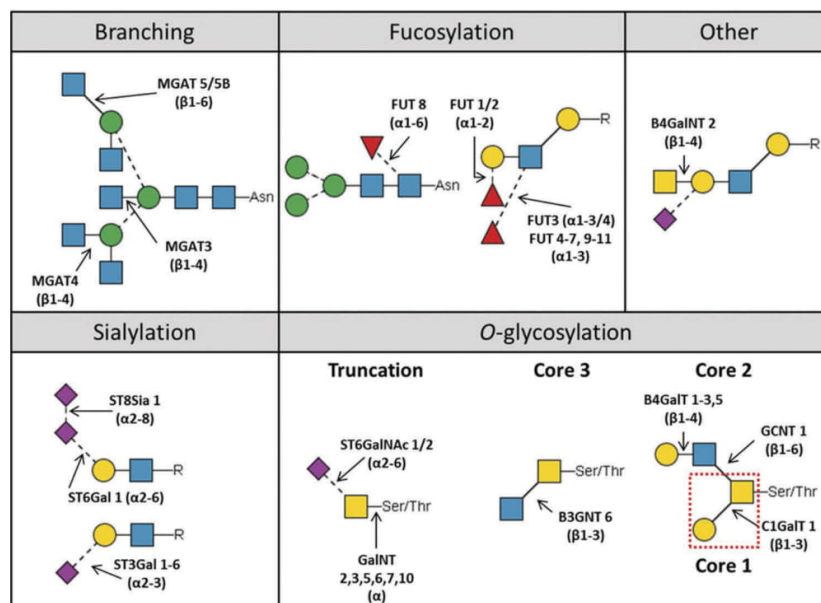 Branching
MGAT 5/5B
(β1-6)
Asn
MGAT3
(β1-4)
MGAT4
(β1-4)
Fucosylation
FUT 8
(α1-6)
FUT 1/2
(α1-2)
R
Asn
FUT3 (α1-3/4)
FUT 4-7, 9-11
(α1-3)
Other
B4GalNT 2
(β1-4)
R
Sialylation
ST8Sia 1
(α2-8)
R
ST6Gal 1 (α2-6)
R
ST3Gal 1-6
(α2-3)
O-glycosylation
Truncation
ST6GalNAc 1/2
(α2-6)
Ser/Thr
GalNT
2,3,5,6,7,10
(α)
Core 3
Ser/Thr
B3GNT 6
(β1-3)
Core 2
B4GalT 1-3,5
(β1-4)
GCNT 1
(β1-6)
Ser/Thr
C1GalT 1
(β1-3)
Core 1